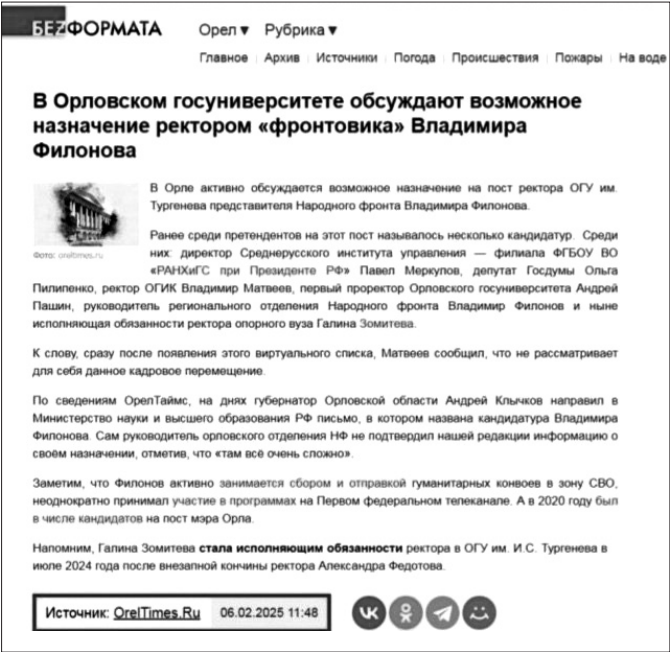 БЕZФОРМАТА
Орел▼ Рубрика▼
Главное Архив Источники Погода Происшествия Пожары На воде
В Орловском госуниверситете обсуждают возможное
назначение ректором «фронтовика» Владимира
Филонова
В Орле активно обсуждается возможное назначение на пост ректора ОГУ им.
Тургенева представителя Народного фронта Владимира Филонова.
Ранее среди претендентов на этот пост называлось несколько кандидатур. Среди
Фото: oreltimes.ru
них: директор Среднерусского института управления — филиала ФГБОУ ВО
«РАНХиГС при Президенте РФ» Павел Меркулов, депутат Госдумы Ольга
Пилипенко, ректор ОГИК Владимир Матвеев, первый проректор Орловского госуниверситета Андрей
Пашин, руководитель регионального отделения Народного фронта Владимир Филонов и ныне
исполняющая обязанности ректора опорного вуза Галина Зомитева.
К слову, сразу после появления этого виртуального списка, Матвеев сообщил, что не рассматривает
для себя данное кадровое перемещение.
По сведениям ОрелТаймс, на днях губернатор Орловской области Андрей Клычков направил в
Министерство науки и высшего образования РФ письмо, в котором названа кандидатура Владимира
Филонова. Сам руководитель орловского отделения НФ не подтвердил нашей редакции информацию о
своём назначении, отметив, что «там всё очень сложно».
Заметим, что Филонов активно занимается сбором и отправкой гуманитарных конвоев в зону СВО,
неоднократно принимал участие в программах на Первом федеральном телеканале. А в 2020 году был
в числе кандидатов на пост мэра Орла.
Напомним, Галина Зомитева стала исполняющим обязанности ректора в ОГУ им. И.С. Тургенева в
июле 2024 года после внезапной кончины ректора Александра Федотова.
Источник: OrelTimes.Ru 06.02.2025 11:48